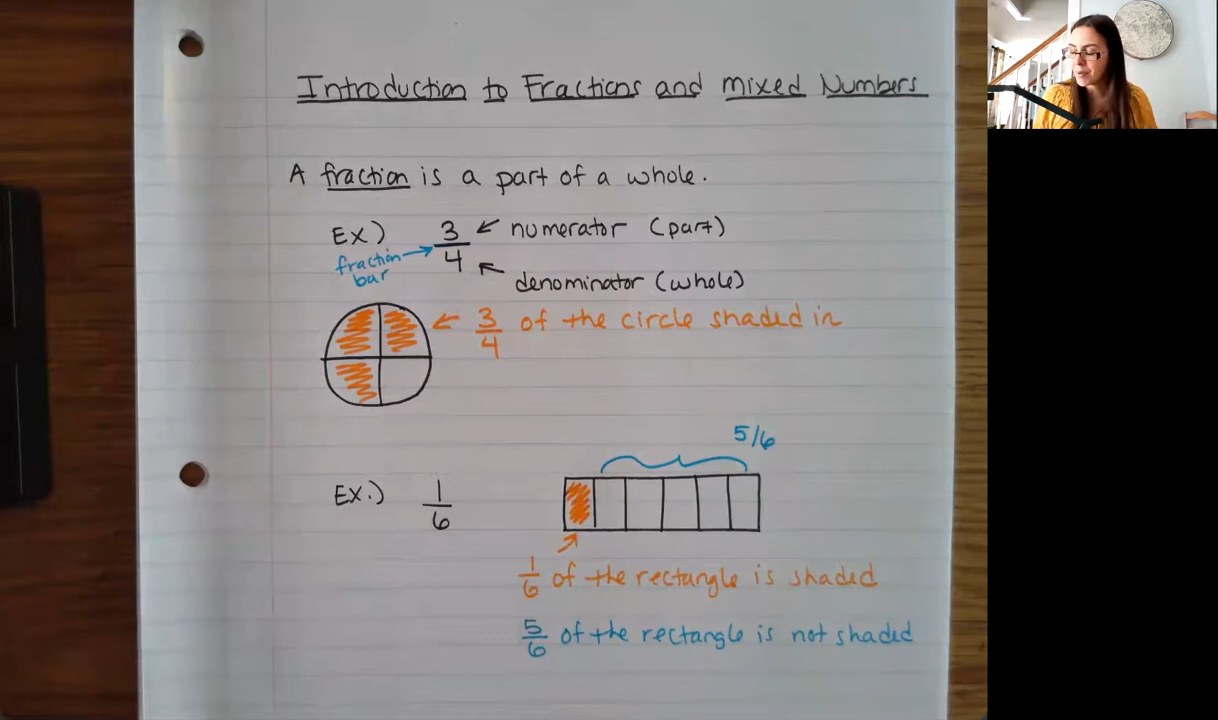 Introduction to Fractions and Mixed Numbers
A fraction is a part of a whole.
EX) 3/4 ← numerator (part)
fraction bar →
← denominator (whole)
← 3/4 of the circle shaded in
5/6
EX.) 1/6
1/6 of the rectangle is shaded
5/6 of the rectangle is not shaded